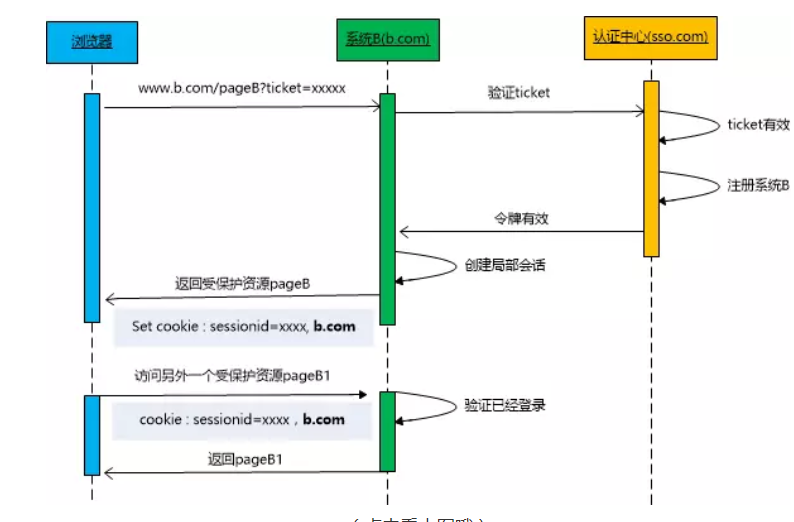 浏览器
系统B(b.com)
认证中心(sso.com)
www.b.com/pageB?ticket=xxxxx
验证ticket
ticket有效
注册系统B
令牌有效
创建局部会话
返回受保护资源pageB
Set cookie : sessionid=xxxx, b.com
访问另外一个受保护资源pageB1
cookie : sessionid=xxxx , b.com
验证已经登录
返回pageB1